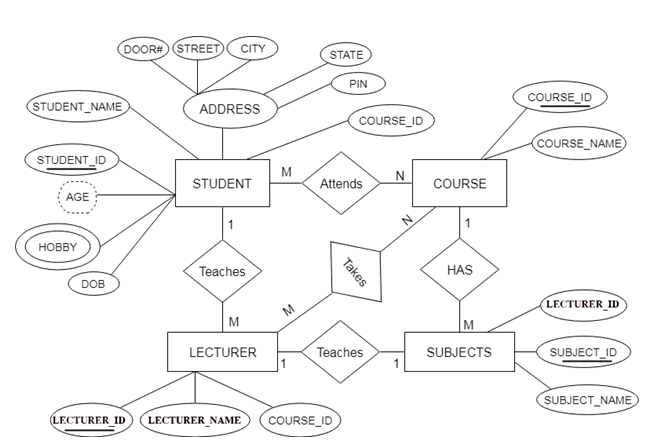 DOOR#
STREET
CITY
STATE
PIN
ADDRESS
STUDENT_NAME
COURSE_ID
COURSE_ID
COURSE_NAME
STUDENT_ID
AGE
HOBBY
DOB
STUDENT
M
Attends
N
COURSE
1
Teaches
M
N
Takes
M
1
HAS
M
LECTURER_ID
LECTURER
1
Teaches
1
SUBJECTS
SUBJECT_ID
SUBJECT_NAME
LECTURER_ID
LECTURER_NAME
COURSE_ID